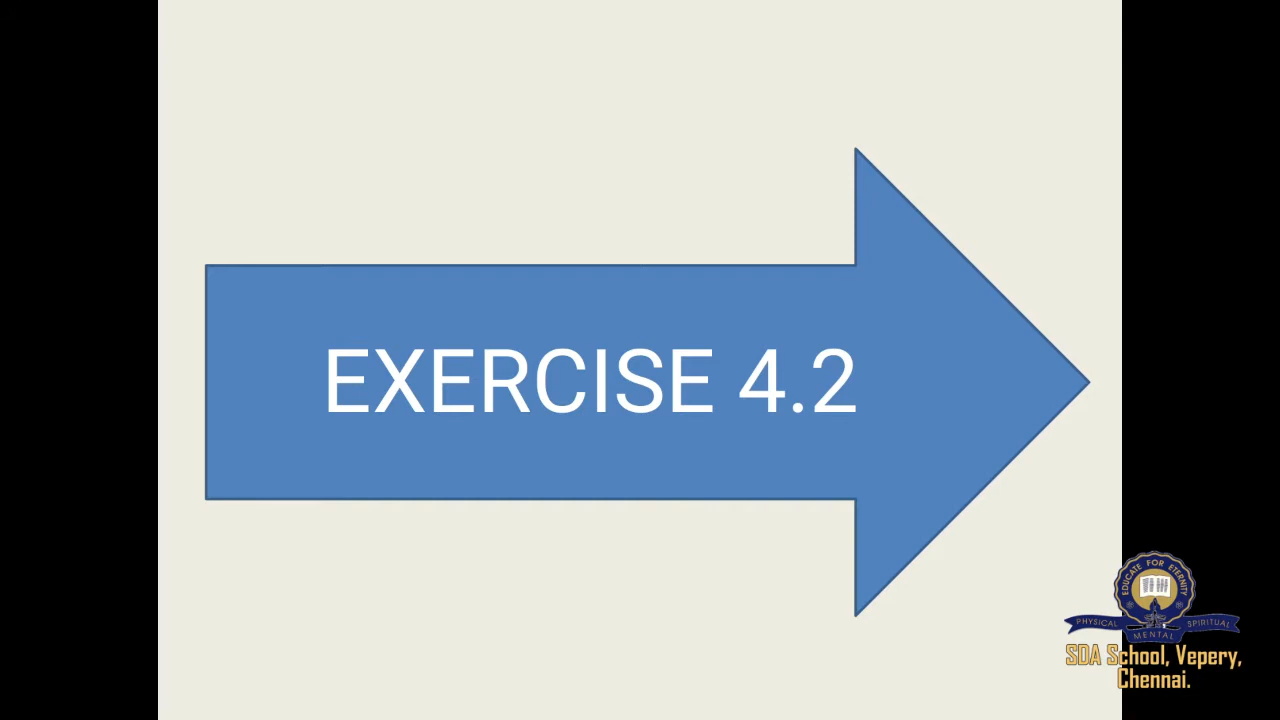 EXERCISE 4.2
EDUCATE FOR ETERNITY
PHYSICAL
MENTAL
SPIRITUAL
SDA School, Vepery,
Chennai.